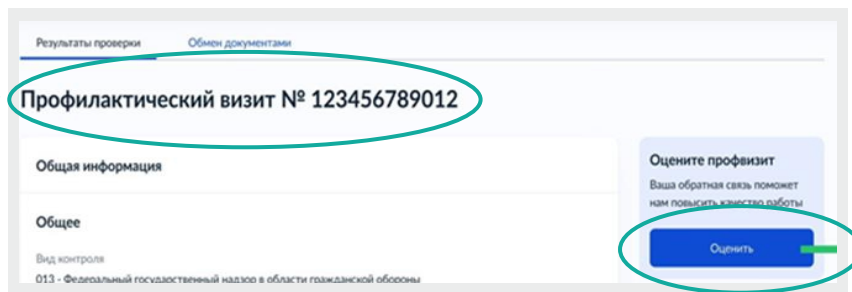 Результаты проверки
Обмен документами
Профилактический визит № 123456789012
Общая информация
Общее
Вид контроля
013 - Федеральный государственный надзор в области гражданской обороны
Оцените профвизит
Ваша обратная связь поможет
нам повысить качество работы
Оценить